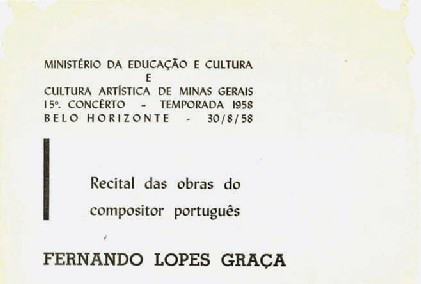 MINISTÉRIO DA EDUCAÇÃO E CULTURA
E
CULTURA ARTÍSTICA DE MINAS GERAIS
15º. CONCÊRTO - TEMPORADA 1958
BELO HORIZONTE - 30/8/58
Recital das obras do
compositor português
FERNANDO LOPES GRAÇA